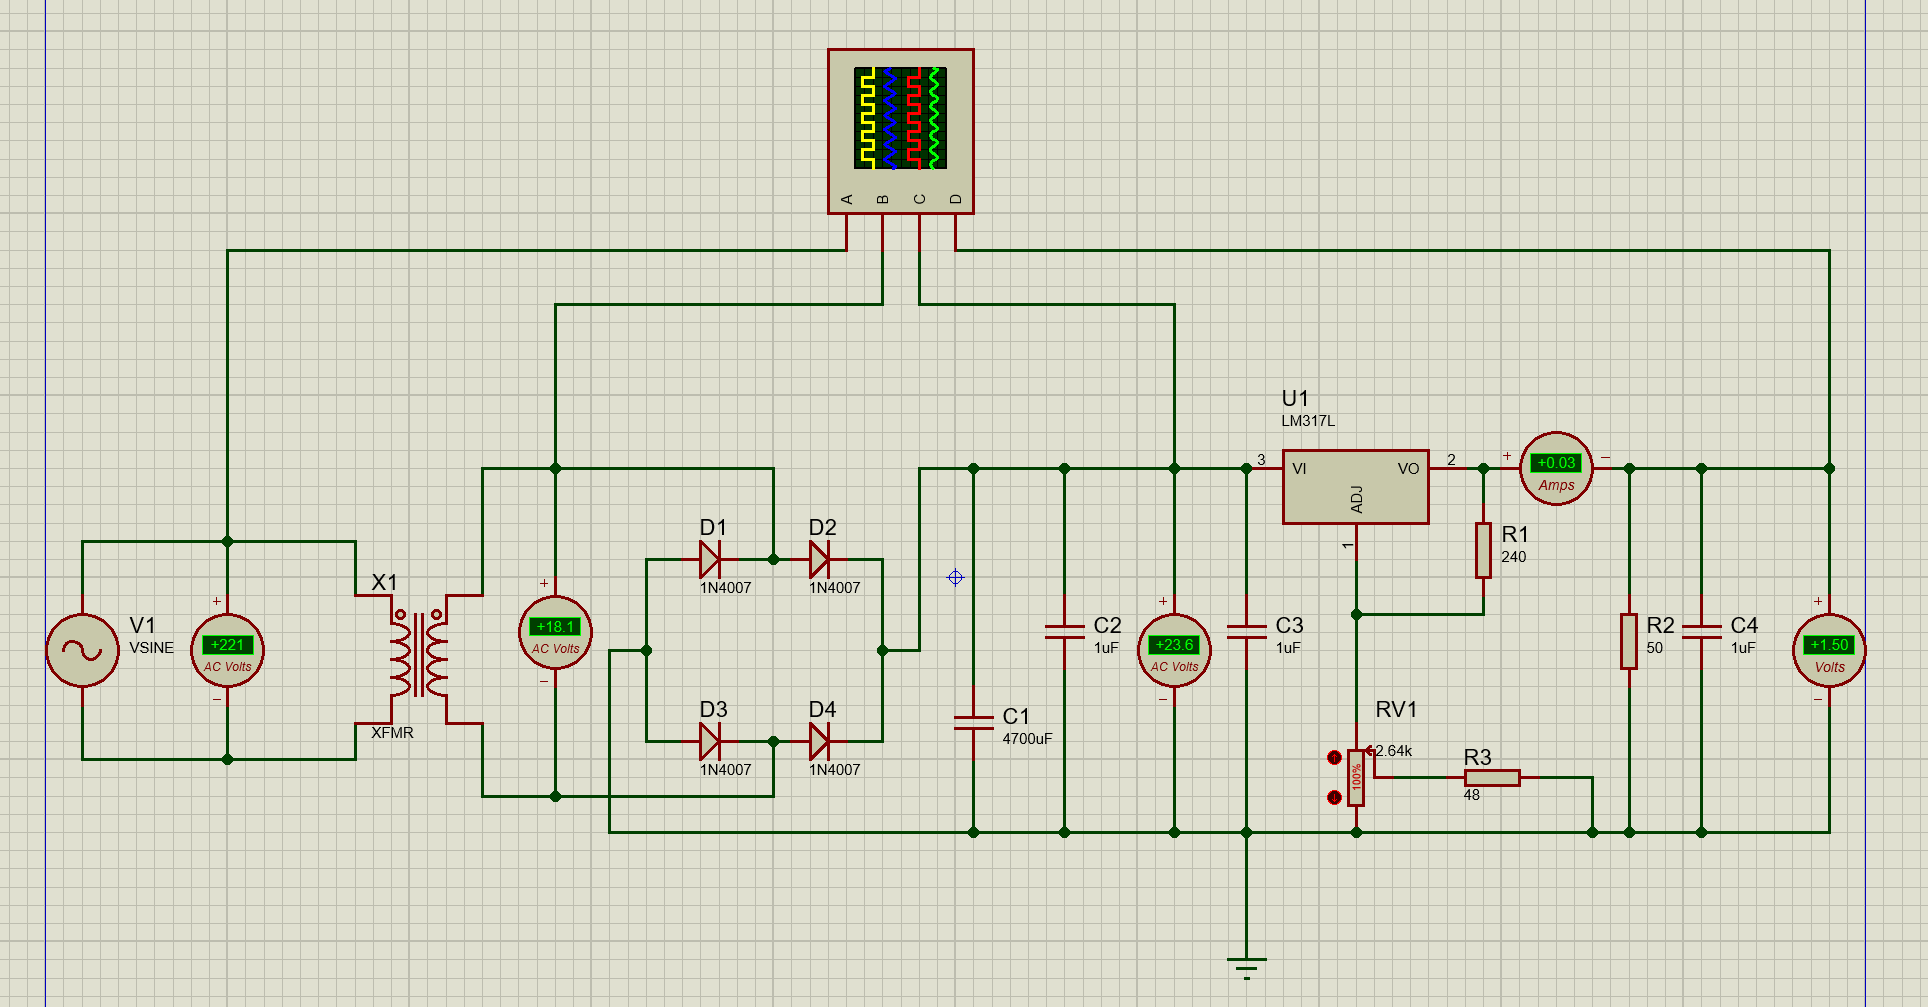 A B C D
U1
LM317L
3 VI VO 2
ADJ
1
+ −
+0.03
Amps
R1
240
D1
1N4007
D2
1N4007
X1
XFMR
V1
VSINE
+
+221
AC Volts
−
+
+18.1
AC Volts
−
D3
1N4007
D4
1N4007
C1
4700uF
C2
1uF
+
+23.6
AC Volts
−
C3
1uF
R2
50
C4
1uF
+
+1.50
Volts
−
RV1
2.64k
100%
R3
48